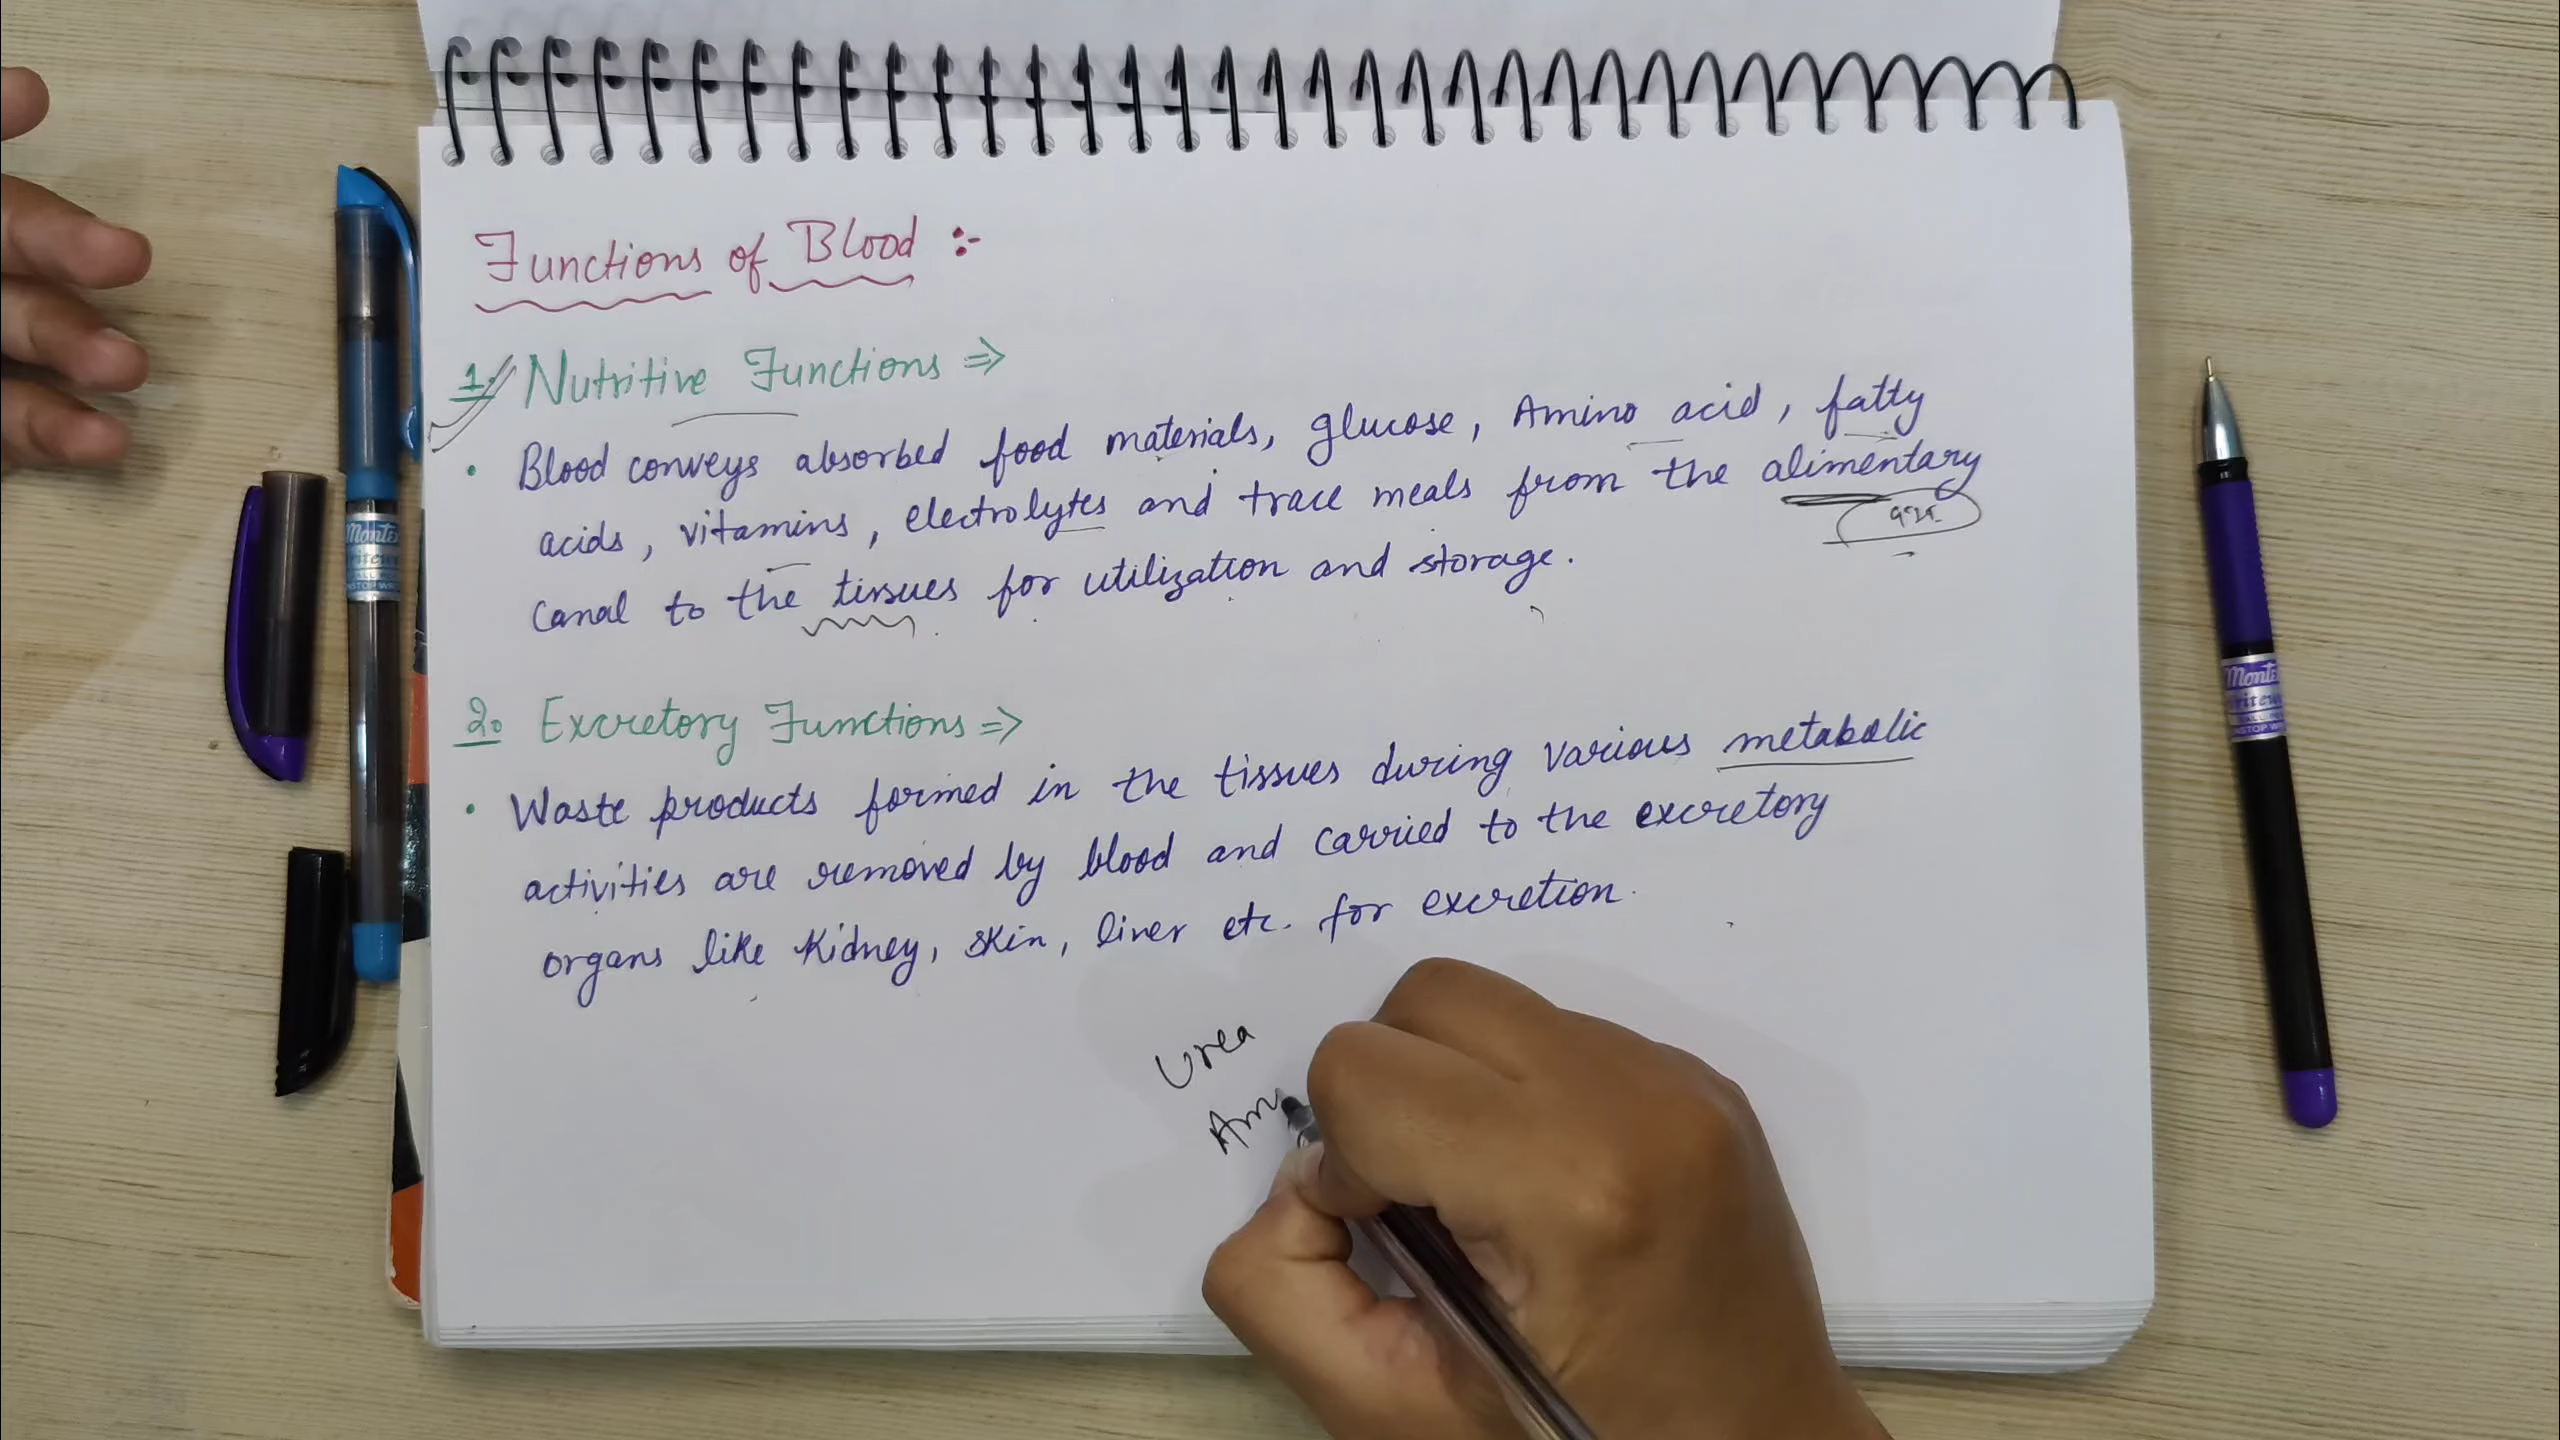 Functions of Blood :-
1. Nutritive Functions ⇒
• Blood conveys absorbed food materials, glucose, Amino acid, fatty
acids, vitamins, electrolytes and trace meals from the alimentary
canal to the tissues for utilization and storage.
2. Excretory Functions ⇒
• Waste products formed in the tissues during various metabolic
activities are removed by blood and carried to the excretory
organs like Kidney, skin, liver etc. for excretion.
Urea
Am